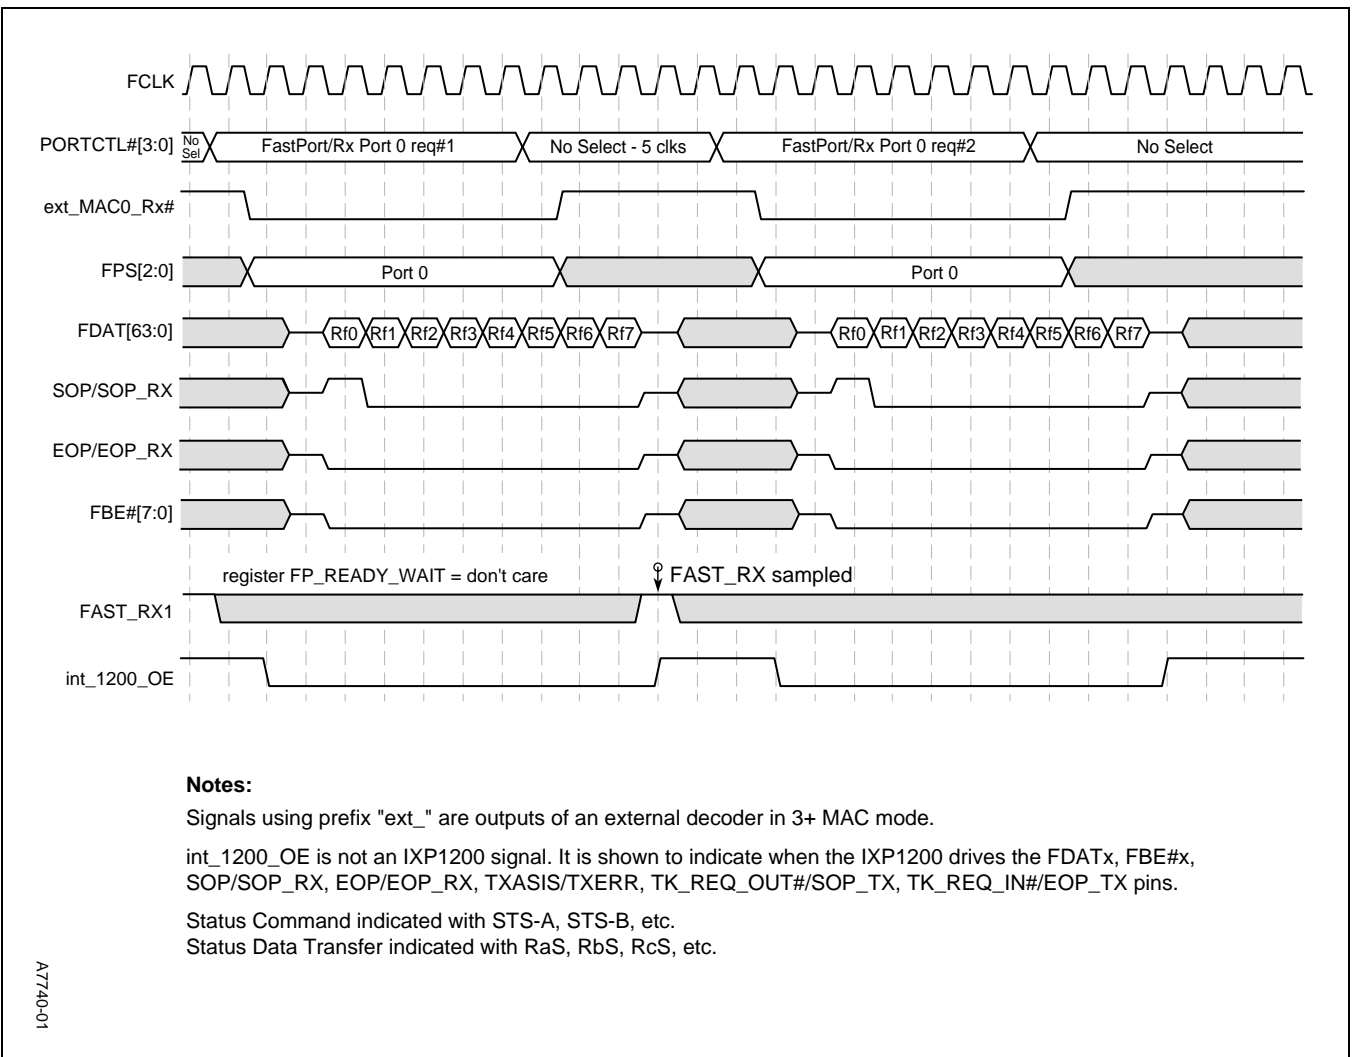 FCLK
PORTCTL#[3:0] No Sel FastPort/Rx Port 0 req#1 No Select - 5 clks FastPort/Rx Port 0 req#2 No Select
ext_MAC0_Rx#
FPS[2:0] Port 0 Port 0
FDAT[63:0] Rf0 Rf1 Rf2 Rf3 Rf4 Rf5 Rf6 Rf7 Rf0 Rf1 Rf2 Rf3 Rf4 Rf5 Rf6 Rf7
SOP/SOP_RX
EOP/EOP_RX
FBE#[7:0]
register FP_READY_WAIT = don't care FAST_RX sampled
FAST_RX1
int_1200_OE
Notes:
Signals using prefix "ext_" are outputs of an external decoder in 3+ MAC mode.
int_1200_OE is not an IXP1200 signal. It is shown to indicate when the IXP1200 drives the FDATx, FBE#x,
SOP/SOP_RX, EOP/EOP_RX, TXASIS/TXERR, TK_REQ_OUT#/SOP_TX, TK_REQ_IN#/EOP_TX pins.
Status Command indicated with STS-A, STS-B, etc.
Status Data Transfer indicated with RaS, RbS, RcS, etc.
A7740-01